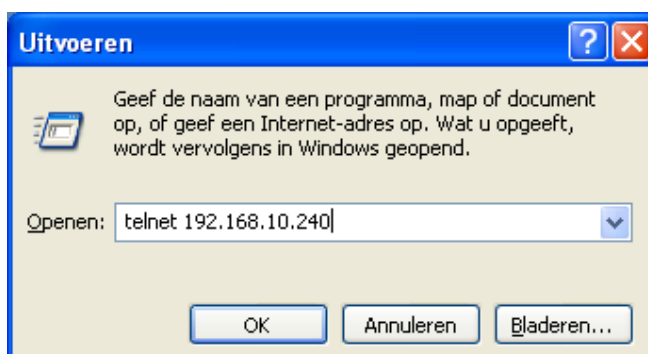 Uitvoeren
Geef de naam van een programma, map of document
op, of geef een Internet-adres op. Wat u opgeeft,
wordt vervolgens in Windows geopend.
Openen: telnet 192.168.10.240
OK Annuleren Bladeren...